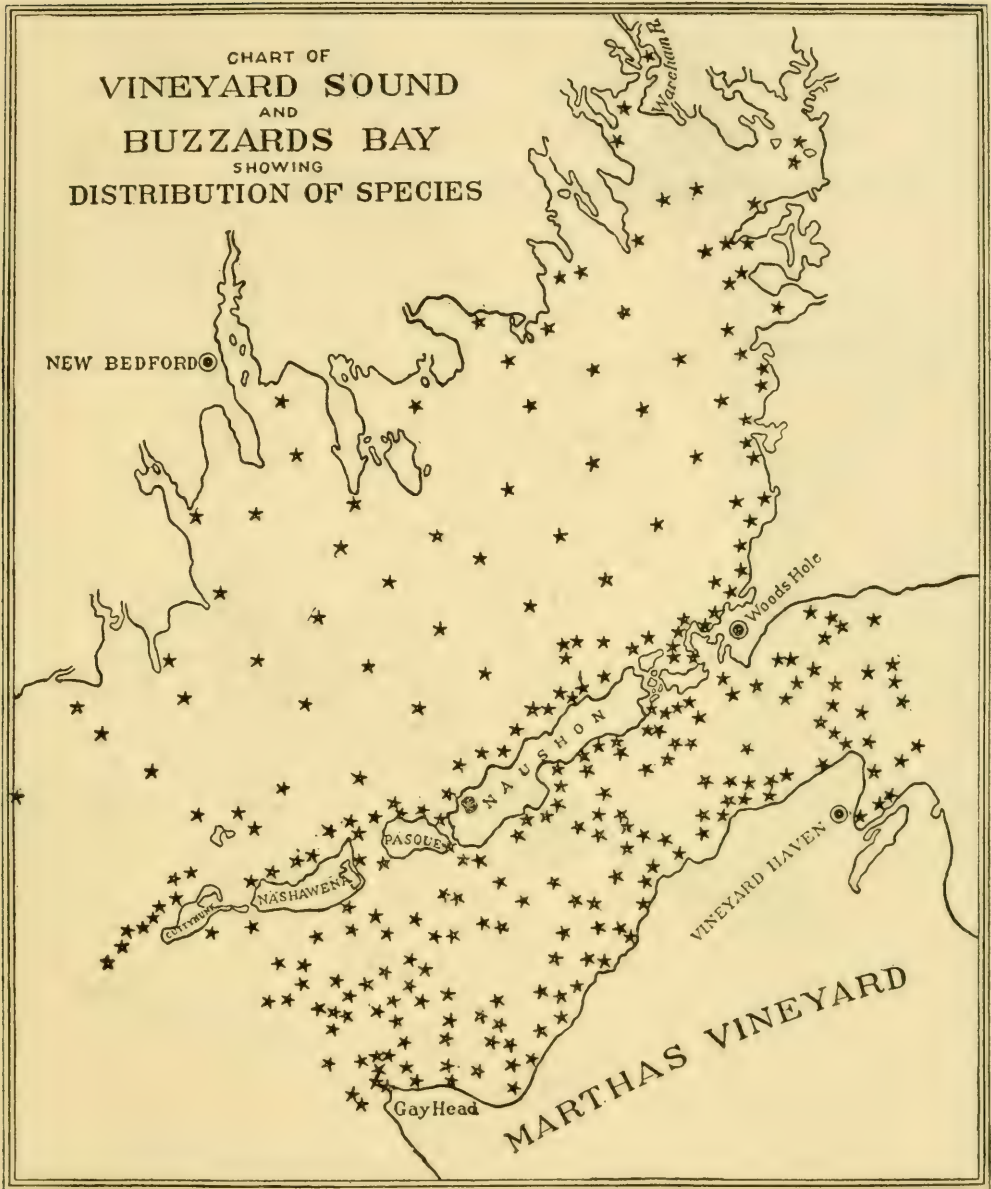 CHART OF
VINEYARD SOUND
AND
BUZZARDS BAY
SHOWING
DISTRIBUTION OF SPECIES
Wareham R.
NEW BEDFORD
Woods Hole
NAUSHON
PASQUE
NASHAWENA
CUTTYHUNK
VINEYARD HAVEN
MARTHAS VINEYARD
Gay Head